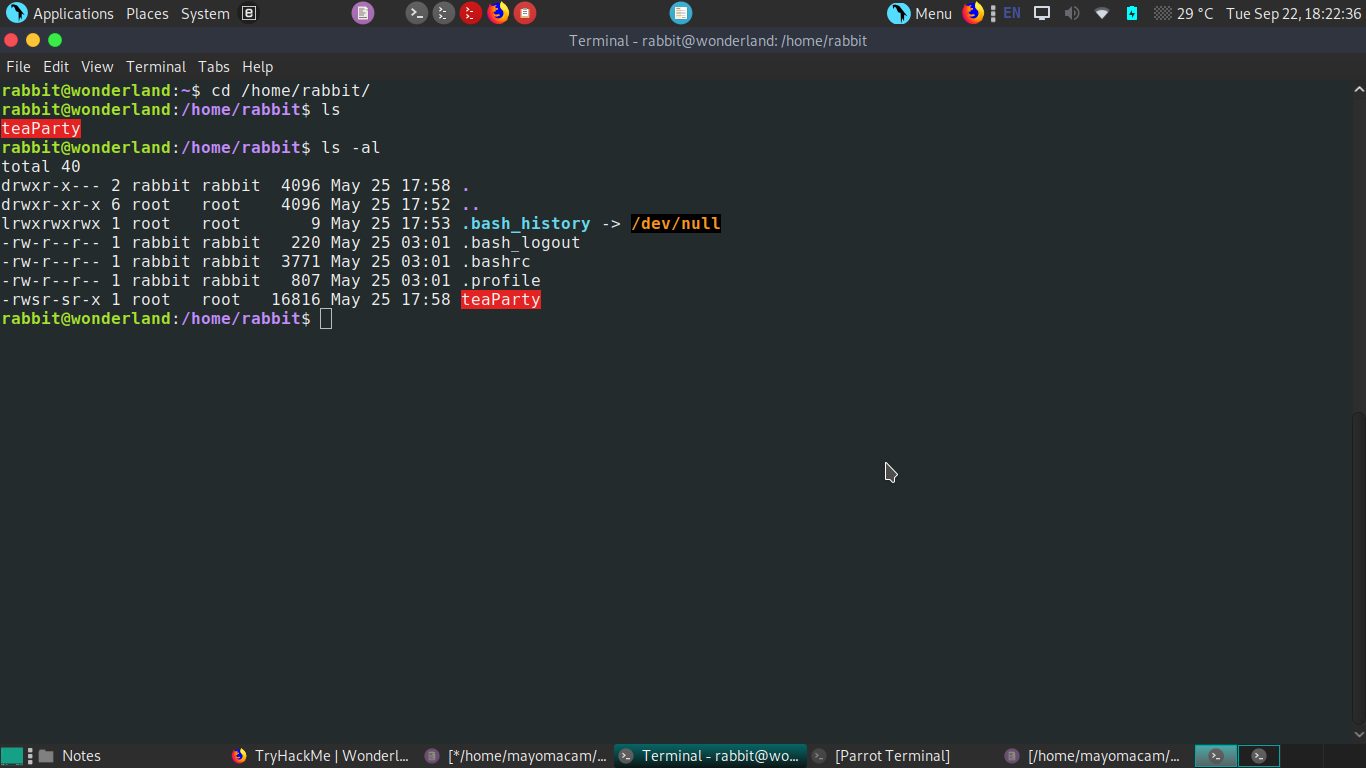 Applications Places System
Menu EN 29 °C Tue Sep 22, 18:22:36
Terminal - rabbit@wonderland: /home/rabbit
File Edit View Terminal Tabs Help
rabbit@wonderland:~$ cd /home/rabbit/
rabbit@wonderland:/home/rabbit$ ls
teaParty
rabbit@wonderland:/home/rabbit$ ls -al
total 40
drwxr-x--- 2 rabbit rabbit  4096 May 25 17:58 .
drwxr-xr-x 6 root   root    4096 May 25 17:52 ..
lrwxrwxrwx 1 root   root       9 May 25 17:53 .bash_history -> /dev/null
-rw-r--r-- 1 rabbit rabbit   220 May 25 03:01 .bash_logout
-rw-r--r-- 1 rabbit rabbit  3771 May 25 03:01 .bashrc
-rw-r--r-- 1 rabbit rabbit   807 May 25 03:01 .profile
-rwsr-sr-x 1 root   root   16816 May 25 17:58 teaParty
rabbit@wonderland:/home/rabbit$
Notes TryHackMe | Wonderl... [*/home/mayomacam/... Terminal - rabbit@wo... [Parrot Terminal] [/home/mayomacam/...